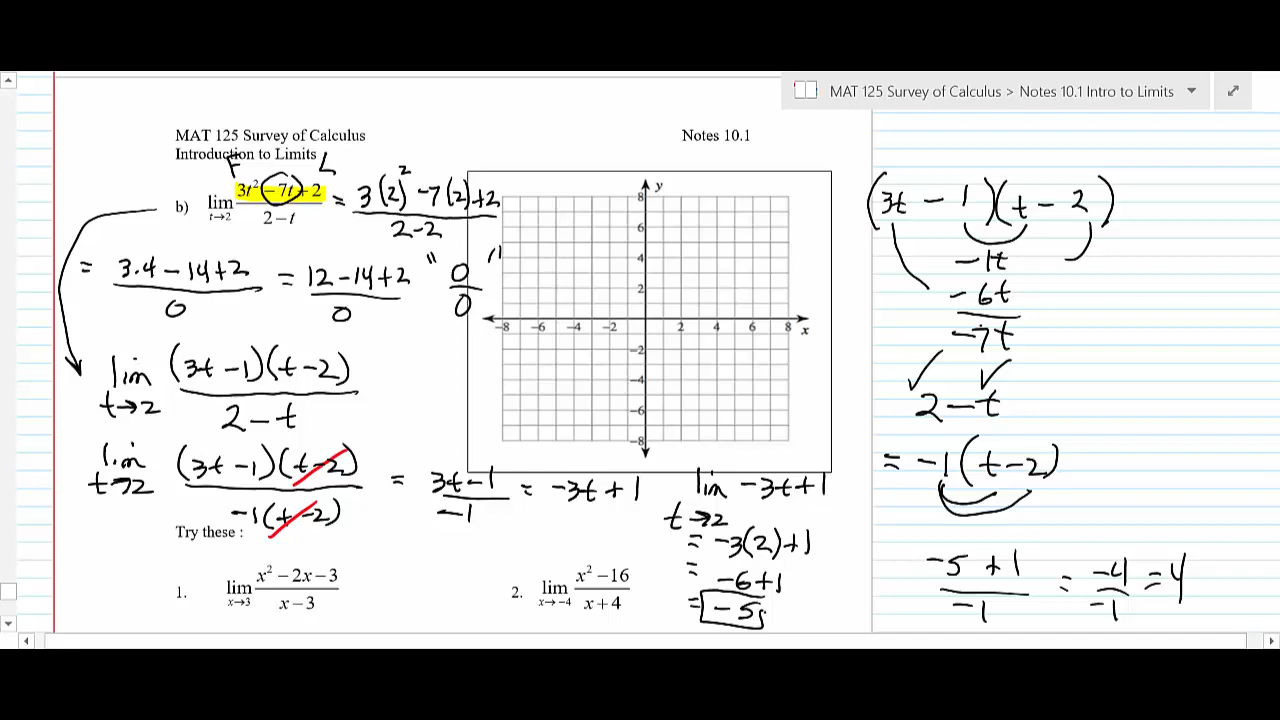 MAT 125 Survey of Calculus > Notes 10.1 Intro to Limits
MAT 125 Survey of Calculus
Notes 10.1
Introduction to Limits
F L
b) lim t→2 (3t² − 7t + 2)/(2 − t) = (3(2)² − 7(2) + 2)/(2 − 2)
= (3·4 − 14 + 2)/0 = (12 − 14 + 2)/0 " 0/0 "
lim t→2 (3t − 1)(t − 2)/(2 − t)
lim t→2 (3t − 1)(t − 2)/(−1(t − 2)) = (3t − 1)/(−1) = −3t + 1
lim t→2 −3t + 1
= −3(2) + 1
= −6 + 1
= −5
y
8
6
4
2
−8 −6 −4 −2 2 4 6 8 x
−2
−4
−6
−8
(3t − 1)(t − 2)
−1t
−6t
−7t
2 − t
= −1(t − 2)
(−5 + 1)/(−1) = −4/−1 = 4
Try these :
1. lim x→3 (x² − 2x − 3)/(x − 3)
2. lim x→−4 (x² − 16)/(x + 4)